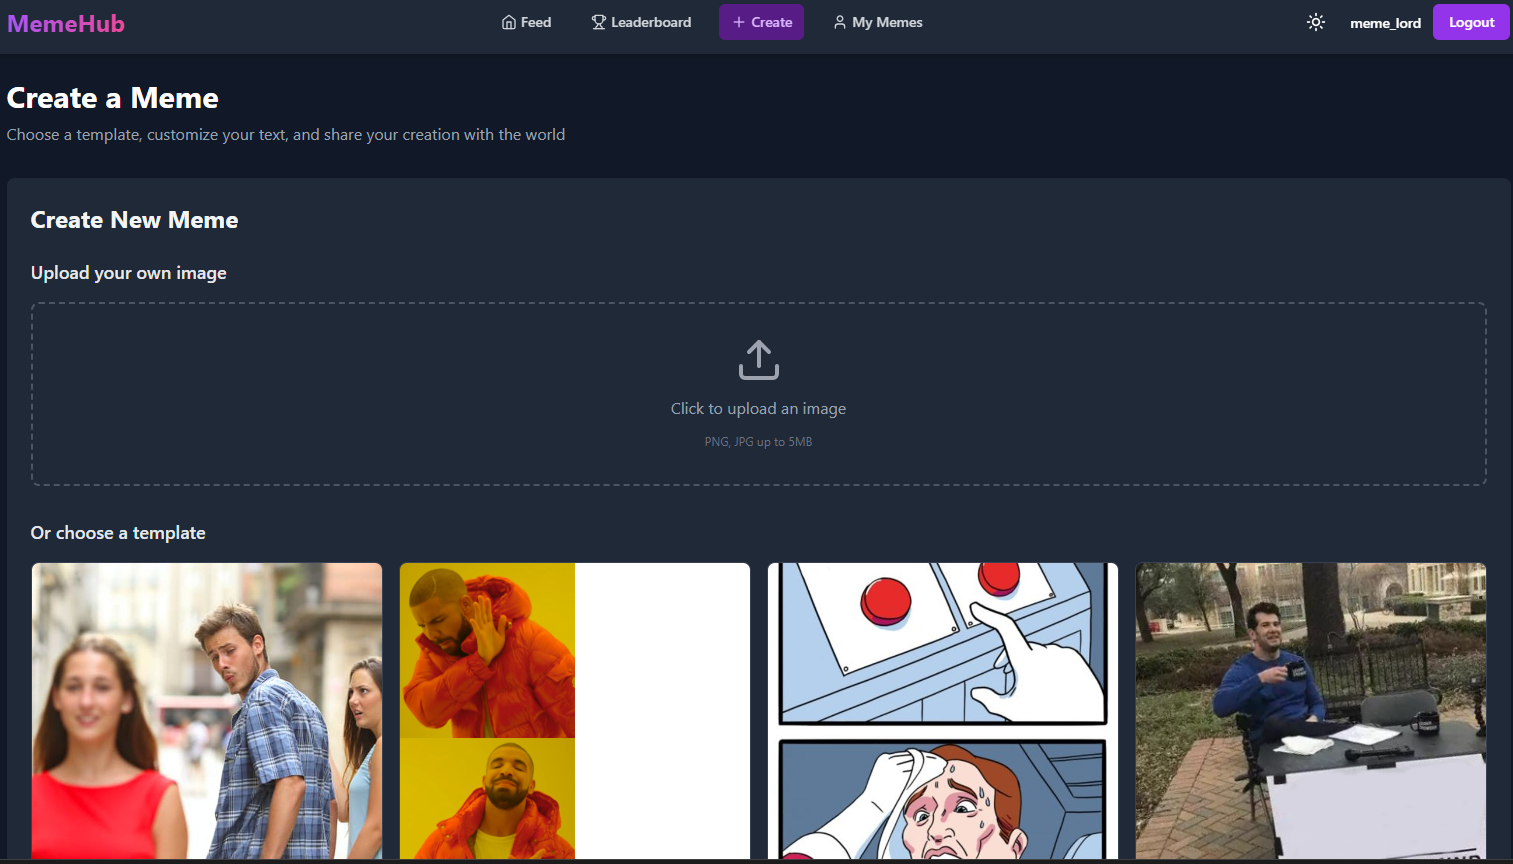 MemeHub
Feed
Leaderboard
Create
My Memes
meme_lord
Logout
Create a Meme
Choose a template, customize your text, and share your creation with the world
Create New Meme
Upload your own image
Click to upload an image
PNG, JPG up to 5MB
Or choose a template